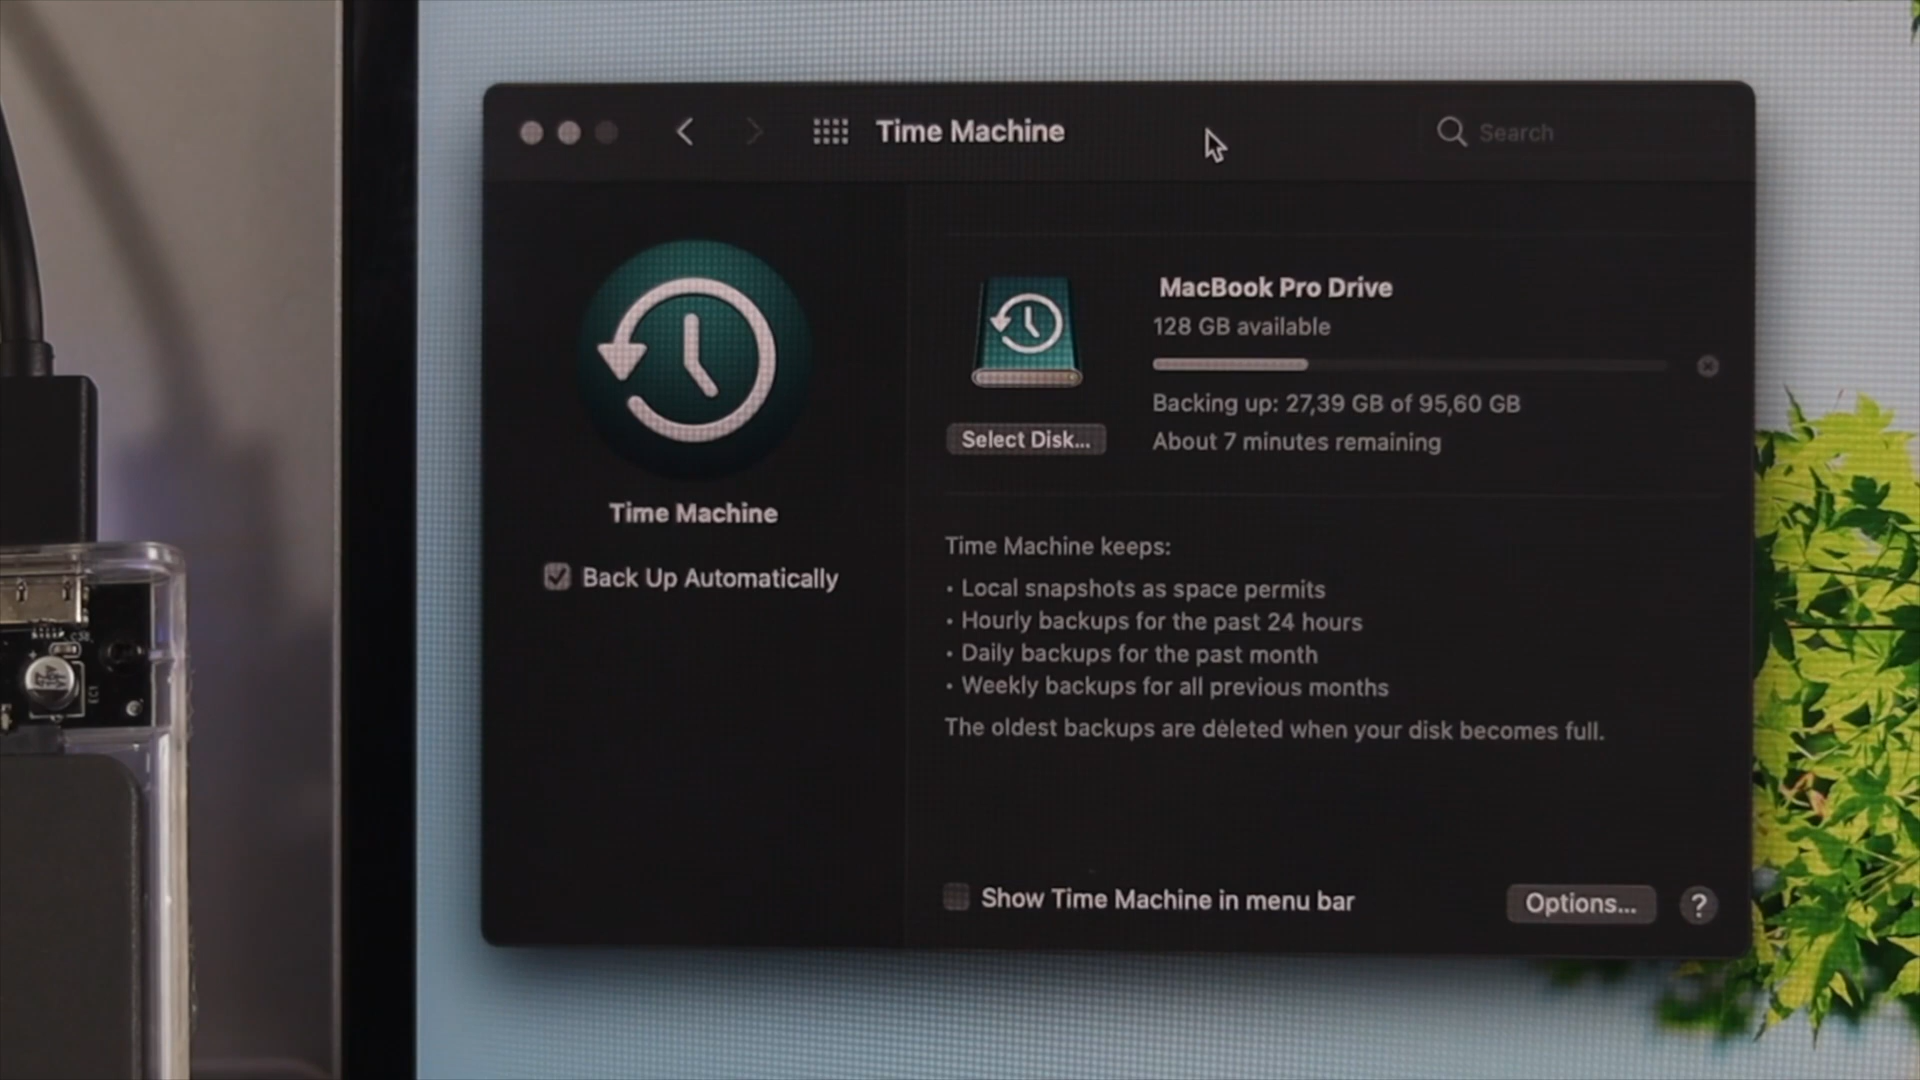 Time Machine
Search
MacBook Pro Drive
128 GB available
Backing up: 27,39 GB of 95,60 GB
About 7 minutes remaining
Select Disk...
Time Machine
Back Up Automatically
Time Machine keeps:
• Local snapshots as space permits
• Hourly backups for the past 24 hours
• Daily backups for the past month
• Weekly backups for all previous months
The oldest backups are deleted when your disk becomes full.
Show Time Machine in menu bar
Options...
?